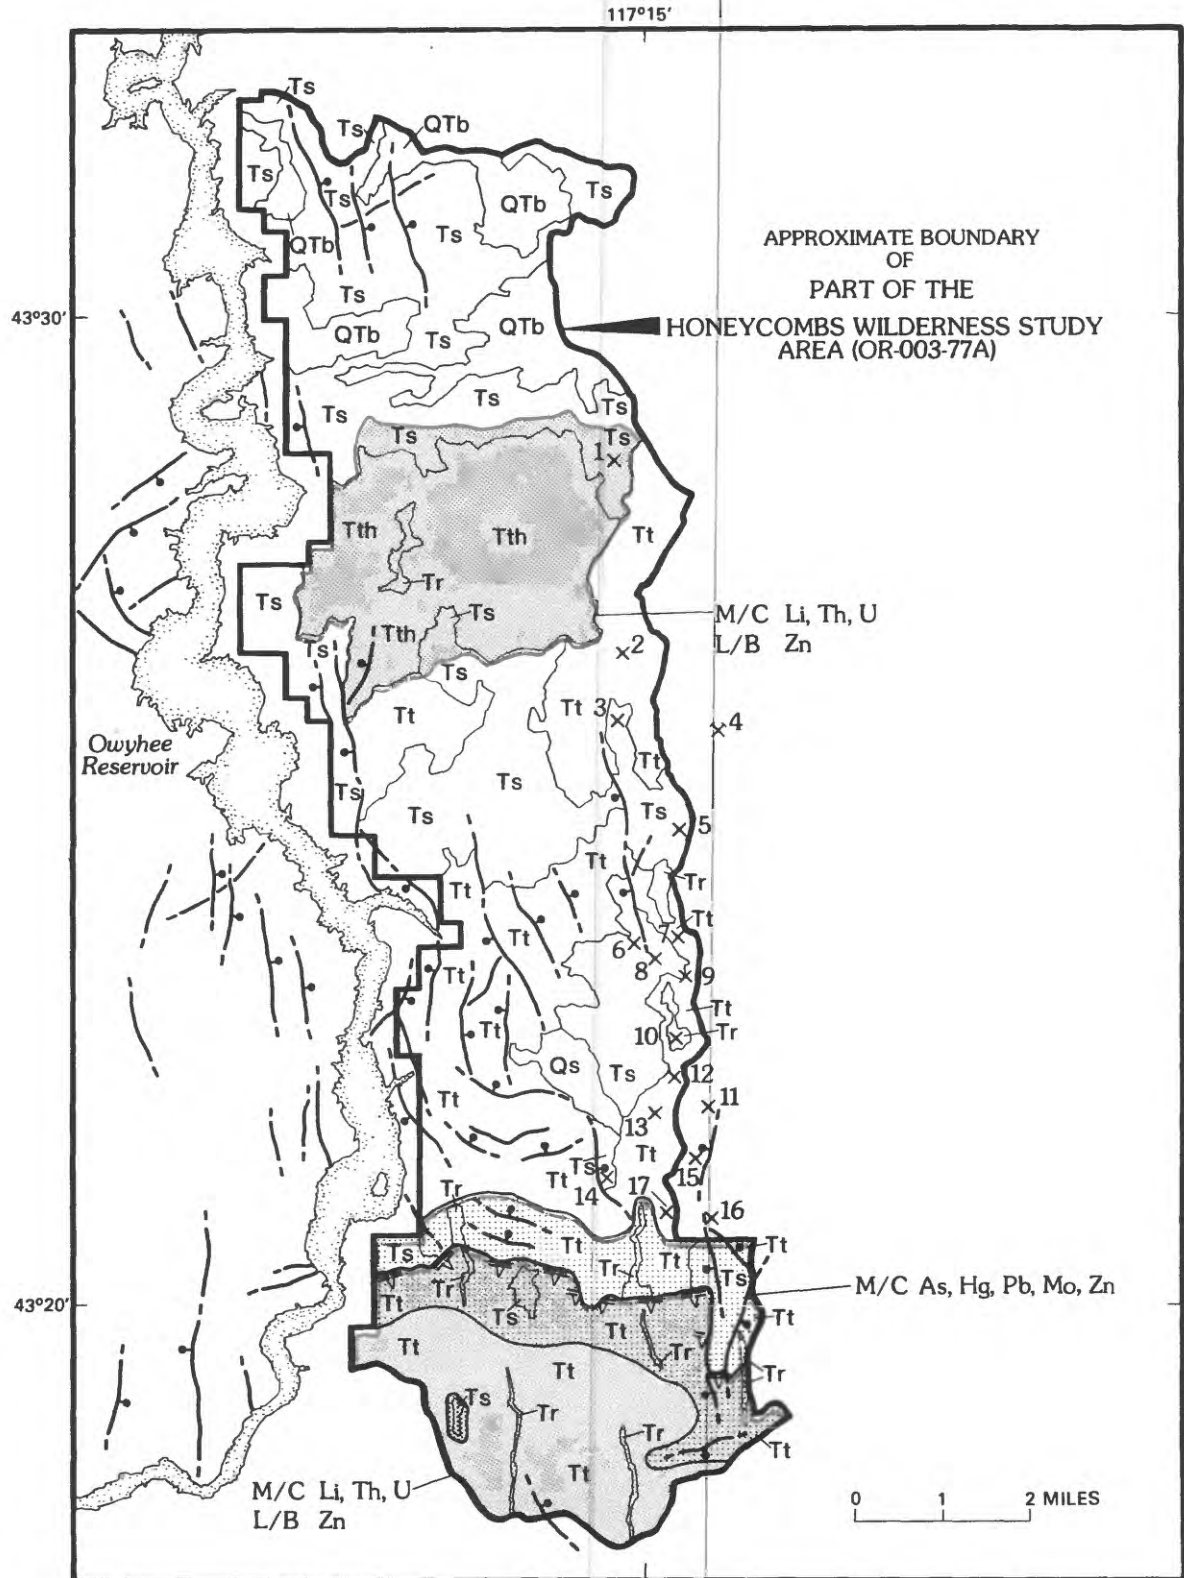 117°15'
Ts
Ts
QTb
Ts
Ts
QTb
Ts
QTb
Ts
APPROXIMATE BOUNDARY
OF
PART OF THE
HONEYCOMBS WILDERNESS STUDY
AREA (OR-003-77A)
43°30'
Ts
QTb
Ts
QTb
Ts
Ts
Ts
Ts
Ts
1
Tth
Tth
Tt
Tr
Ts
Ts
M/C Li, Th, U
L/B Zn
Ts
Tth
Ts
2
Tt
Tt
3
4
Owyhee
Reservoir
Tt
Ts
Ts
Ts
Ts
5
Tt
Tt
Tr
Tt
Tt
6
7
8
9
Tt
Tt
Tt
10
Tr
Qs
Ts
12
11
Tt
13
Tt
Ts
15
Tt
14
17
16
Tr
Tt
Tt
Tt
Ts
Tr
Ts
Tr
M/C As, Hg, Pb, Mo, Zn
43°20'
Tt
Ts
Tt
Tt
Tt
Tt
Tr
Tr
Ts
Tr
Tr
Tt
Tt
M/C Li, Th, U
L/B Zn
0 1 2 MILES